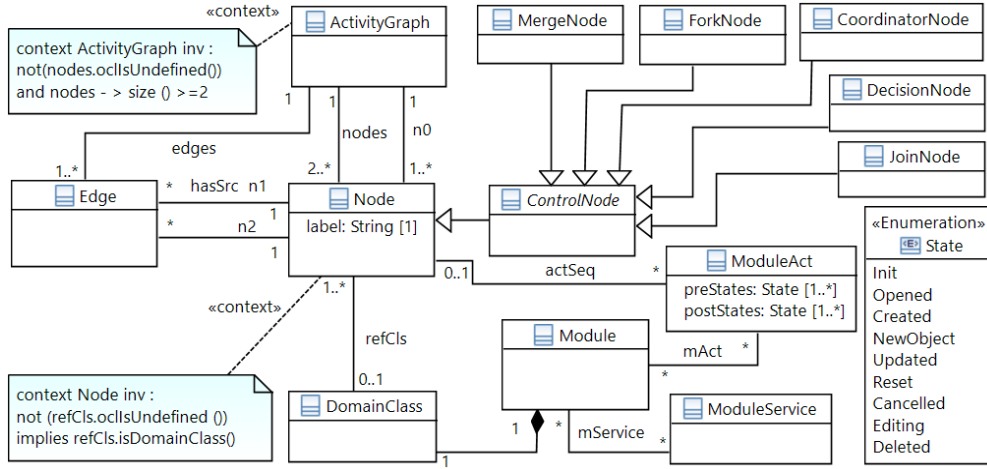 «context»
context ActivityGraph inv :
not(nodes.oclIsUndefined())
and nodes - > size () >=2
ActivityGraph
MergeNode
ForkNode
CoordinatorNode
DecisionNode
JoinNode
1
1
1
edges
nodes
n0
1..*
2..*
1..*
Edge
* hasSrc n1
1
* n2
1
Node
label: String [1]
ControlNode
«Enumeration»
State
Init
Opened
Created
NewObject
Updated
Reset
Cancelled
Editing
Deleted
0..1
actSeq
*
ModuleAct
preStates: State [1..*]
postStates: State [1..*]
«context»
1..*
refCls
0..1
Module
mAct
*
*
context Node inv :
not (refCls.oclIsUndefined ())
implies refCls.isDomainClass()
DomainClass
1
1
*
mService
*
ModuleService